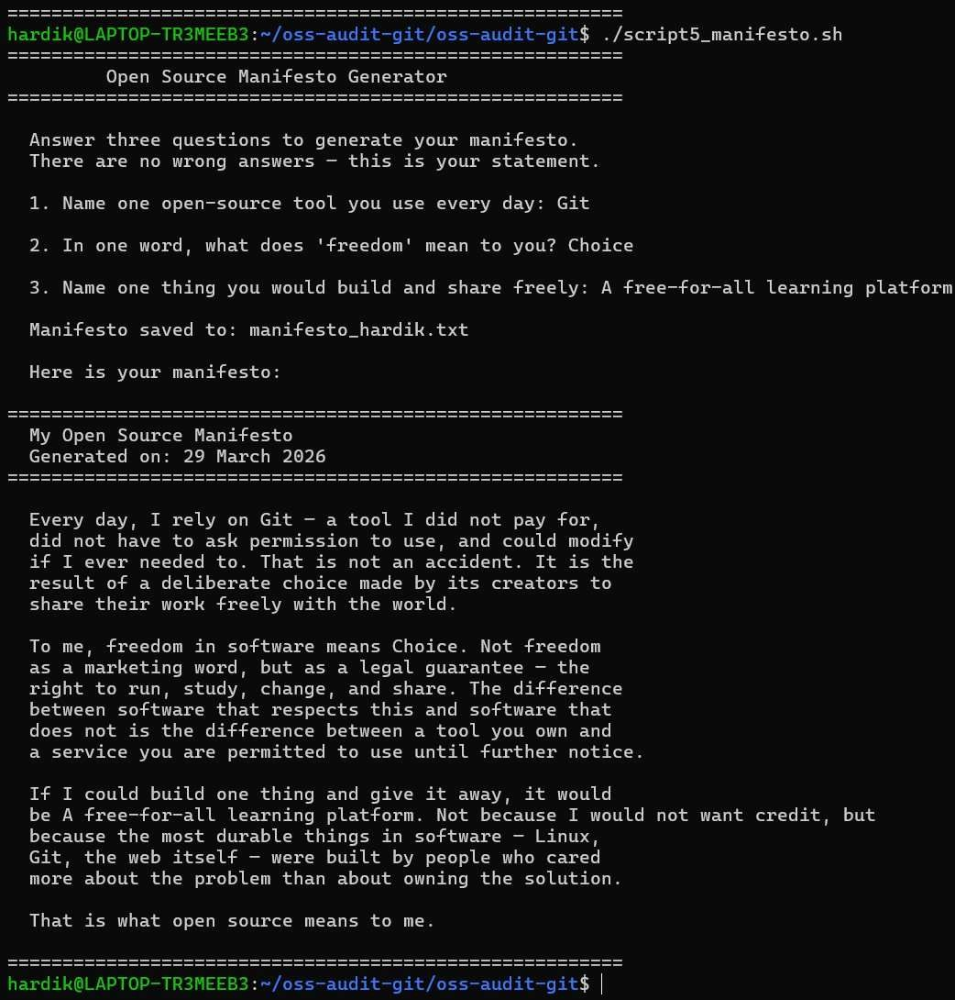 ========================================================
hardik@LAPTOP-TR3MEEB3:~/oss-audit-git/oss-audit-git$ ./script5_manifesto.sh
========================================================
         Open Source Manifesto Generator
========================================================

  Answer three questions to generate your manifesto.
  There are no wrong answers — this is your statement.

  1. Name one open-source tool you use every day: Git

  2. In one word, what does 'freedom' mean to you? Choice

  3. Name one thing you would build and share freely: A free-for-all learning platform

  Manifesto saved to: manifesto_hardik.txt

  Here is your manifesto:

========================================================
  My Open Source Manifesto
  Generated on: 29 March 2026
========================================================

  Every day, I rely on Git — a tool I did not pay for,
  did not have to ask permission to use, and could modify
  if I ever needed to. That is not an accident. It is the
  result of a deliberate choice made by its creators to
  share their work freely with the world.

  To me, freedom in software means Choice. Not freedom
  as a marketing word, but as a legal guarantee — the
  right to run, study, change, and share. The difference
  between software that respects this and software that
  does not is the difference between a tool you own and
  a service you are permitted to use until further notice.

  If I could build one thing and give it away, it would
  be A free-for-all learning platform. Not because I would not want credit, but
  because the most durable things in software — Linux,
  Git, the web itself — were built by people who cared
  more about the problem than about owning the solution.

  That is what open source means to me.

========================================================
hardik@LAPTOP-TR3MEEB3:~/oss-audit-git/oss-audit-git$